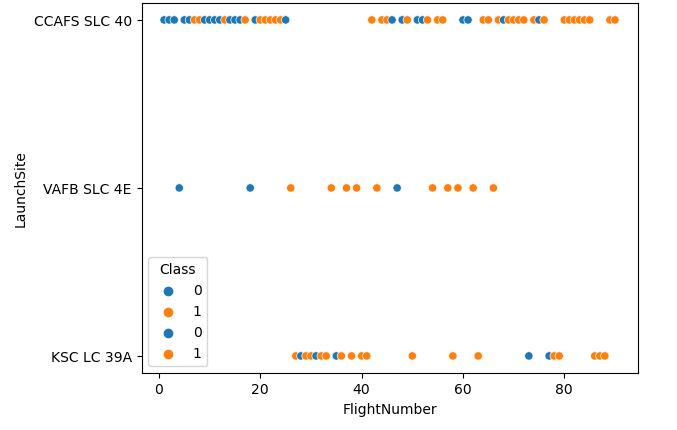 CCAFS SLC 40
VAFB SLC 4E
KSC LC 39A
LaunchSite
Class
0
1
0
1
0 20 40 60 80
FlightNumber